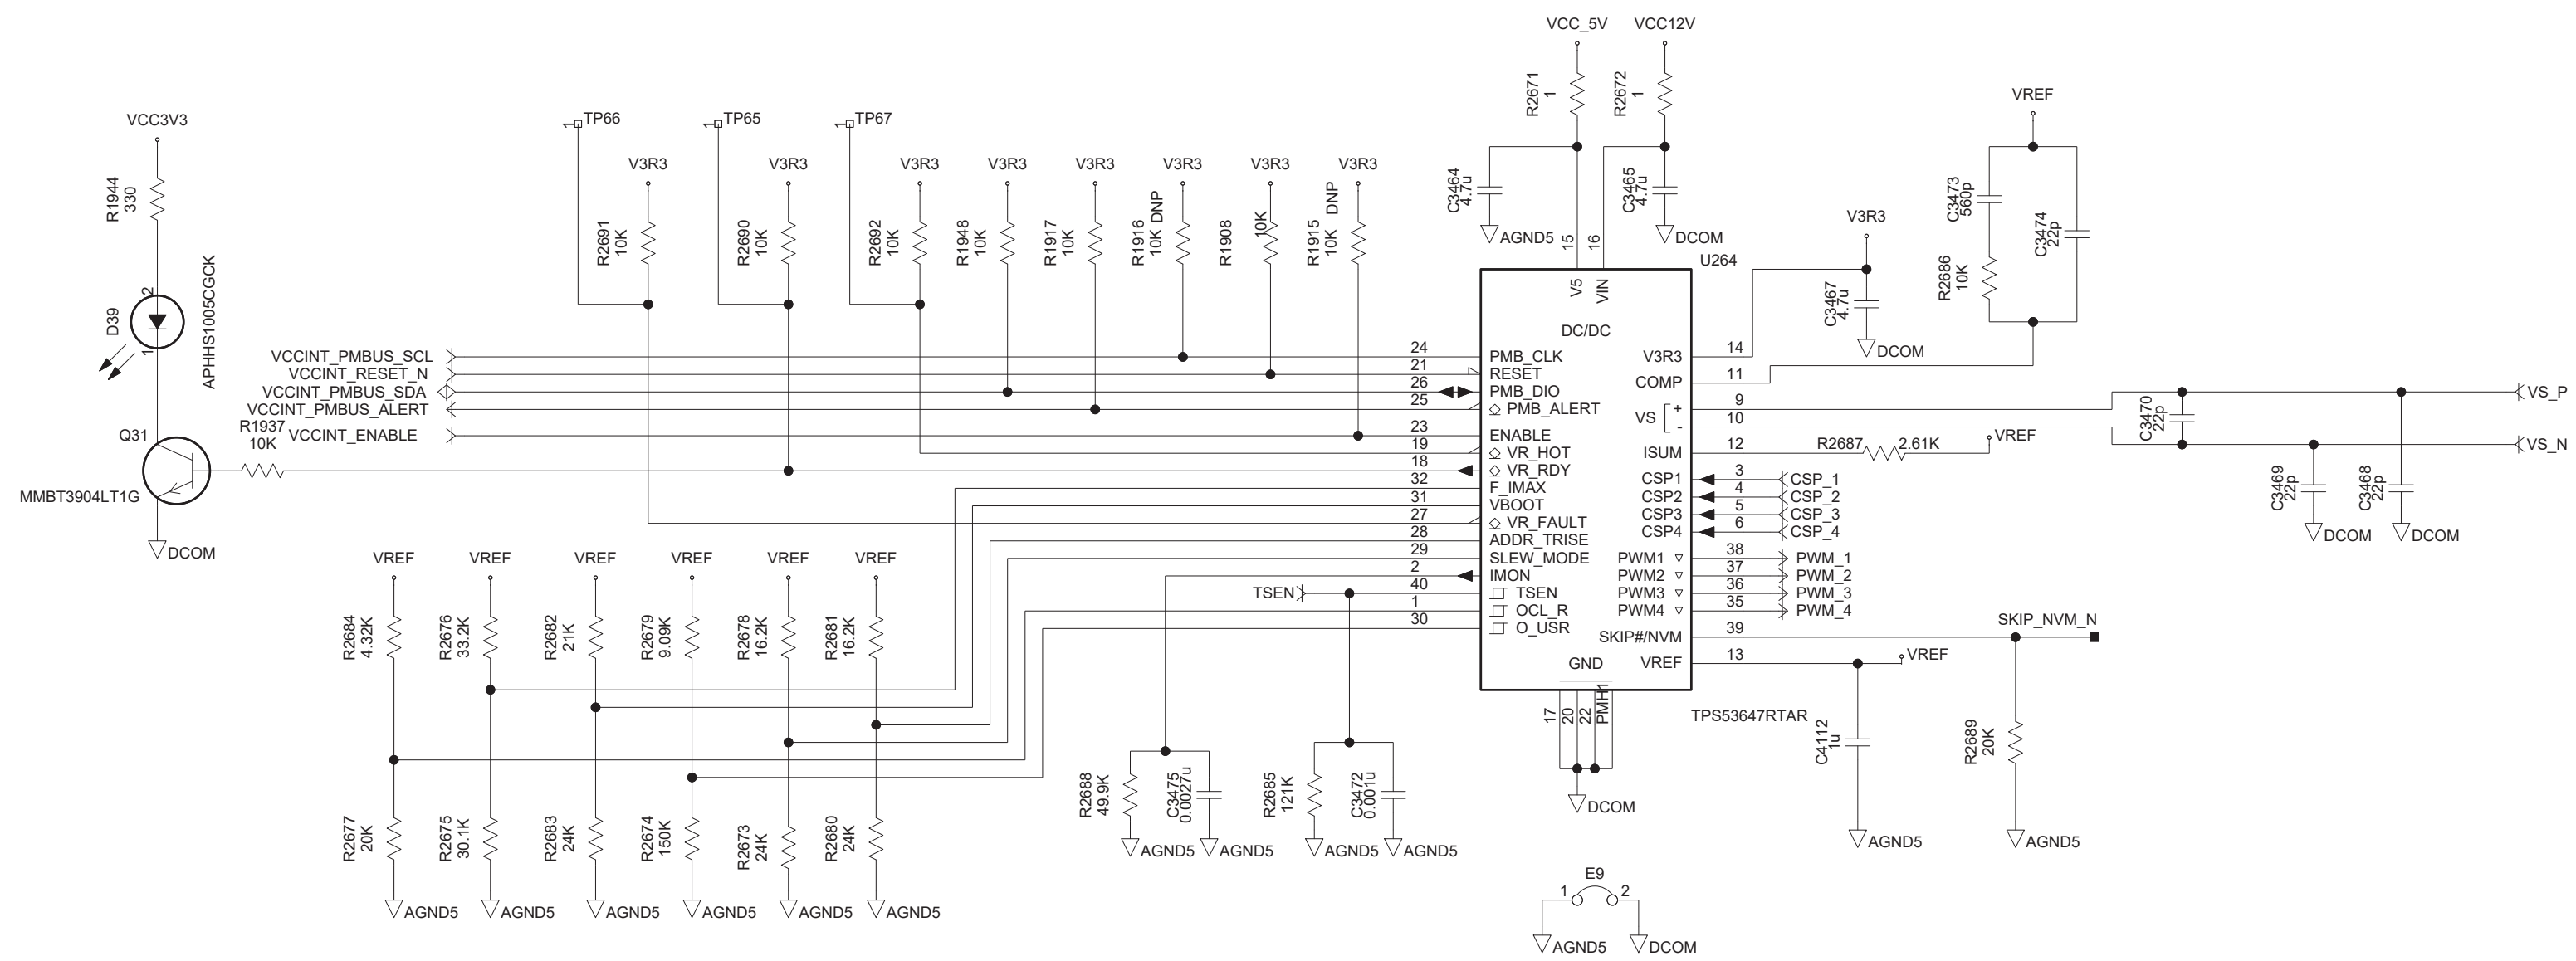 VCC_5V VCC12V
R2671
1
R2672
1
VREF
VCC3V3
1 TP66
1 TP65
1 TP67
V3R3 V3R3 V3R3 V3R3 V3R3 V3R3 V3R3 V3R3
R1944
330
R2691
10K
R2690
10K
R2692
10K
R1948
10K
R1917
10K
R1916
10K DNP
R1908
10K
R1915
10K DNP
C3464
4.7u
C3465
4.7u
AGND5
DCOM
15
16
U264
V3R3
C3467
4.7u
DCOM
C3473
560p
C3474
22p
R2686
10K
D39
2
1
APHHS1005CGCK
V5
VIN
DC/DC
VCCINT_PMBUS_SCL 24 PMB_CLK
VCCINT_RESET_N 21 RESET
VCCINT_PMBUS_SDA 26 PMB_DIO
VCCINT_PMBUS_ALERT 25 PMB_ALERT
R1937
10K
VCCINT_ENABLE 23 ENABLE
19 VR_HOT
18 VR_RDY
32 F_IMAX
31 VBOOT
27 VR_FAULT
28 ADDR_TRISE
29 SLEW_MODE
2 IMON
TSEN 40 TSEN
1 OCL_R
30 O_USR
Q31
MMBT3904LT1G
DCOM
V3R3 14
COMP 11
VS + 9
- 10
ISUM 12 R2687 2.61K VREF
CSP1 3 CSP_1
CSP2 4 CSP_2
CSP3 5 CSP_3
CSP4 6 CSP_4
PWM1 38 PWM_1
PWM2 37 PWM_2
PWM3 36 PWM_3
PWM4 35 PWM_4
SKIP#/NVM 39 SKIP_NVM_N
VREF 13 VREF
VS_P
VS_N
C3470
22p
C3469
22p
C3468
22p
DCOM DCOM
GND
17
20
22
PMH1
TPS53647RTAR
DCOM
VREF VREF VREF VREF VREF VREF
R2684
4.32K
R2676
33.2K
R2682
21K
R2679
9.09K
R2678
16.2K
R2681
16.2K
R2677
20K
R2675
30.1K
R2683
24K
R2674
150K
R2673
24K
R2680
24K
AGND5 AGND5 AGND5 AGND5 AGND5 AGND5
R2688
49.9K
C3475
0.0027u
R2685
121K
C3472
0.001u
AGND5 AGND5 AGND5 AGND5
C4112
1u
R2689
20K
AGND5 AGND5
E9
1 2
AGND5 DCOM